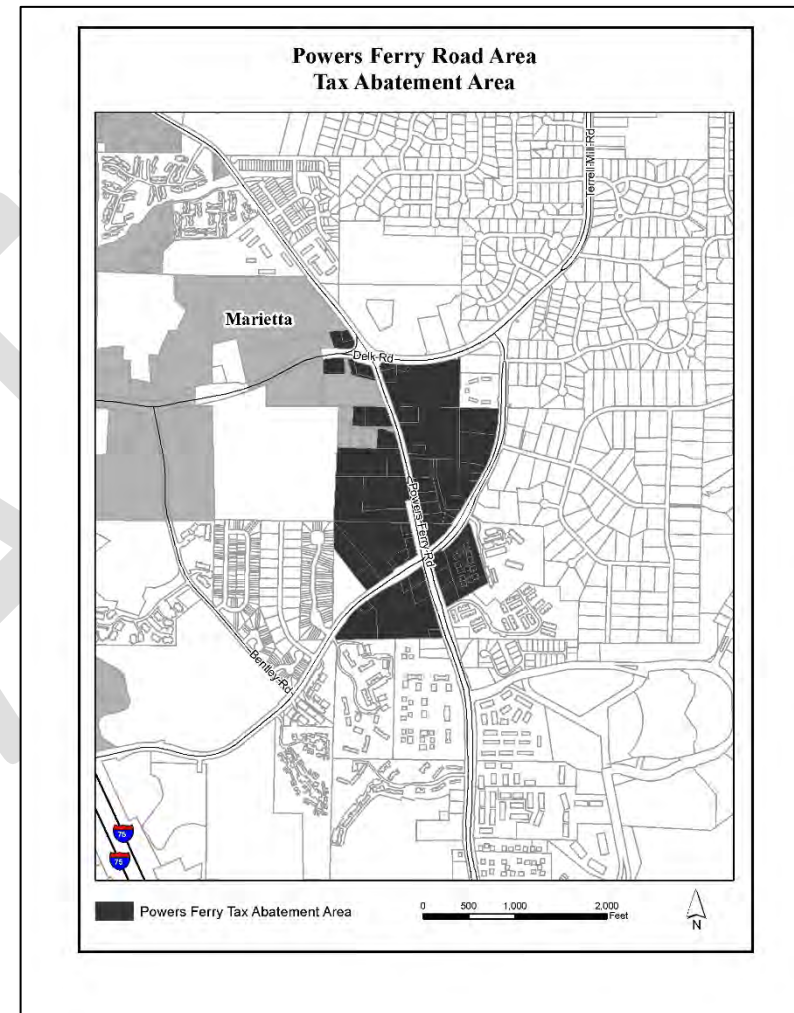 Powers Ferry Road Area
Tax Abatement Area
Terrell Mill Rd
Marietta
Delk Rd
Powers Ferry Rd
Bentley Rd
75
75
Powers Ferry Tax Abatement Area
0 500 1,000 2,000
Feet
N